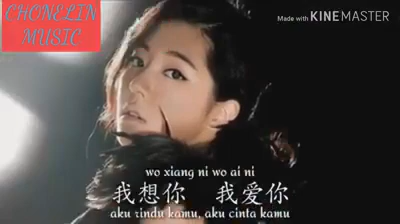 CHONELIN
MUSIC
Made with KINEMASTER
wo xiang ni wo ai ni
我想你 我爱你
aku rindu kamu, aku cinta kamu